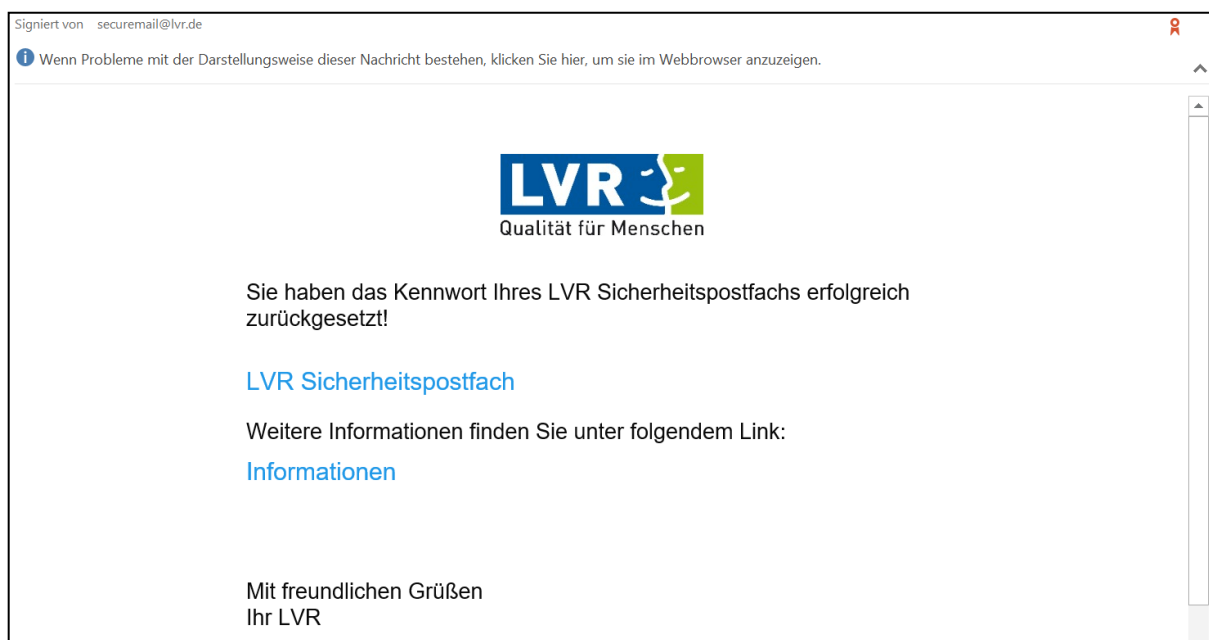 Signiert von securemail@lvr.de
Wenn Probleme mit der Darstellungsweise dieser Nachricht bestehen, klicken Sie hier, um sie im Webbrowser anzuzeigen.
LVR
Qualität für Menschen
Sie haben das Kennwort Ihres LVR Sicherheitspostfachs erfolgreich
zurückgesetzt!
LVR Sicherheitspostfach
Weitere Informationen finden Sie unter folgendem Link:
Informationen
Mit freundlichen Grüßen
Ihr LVR